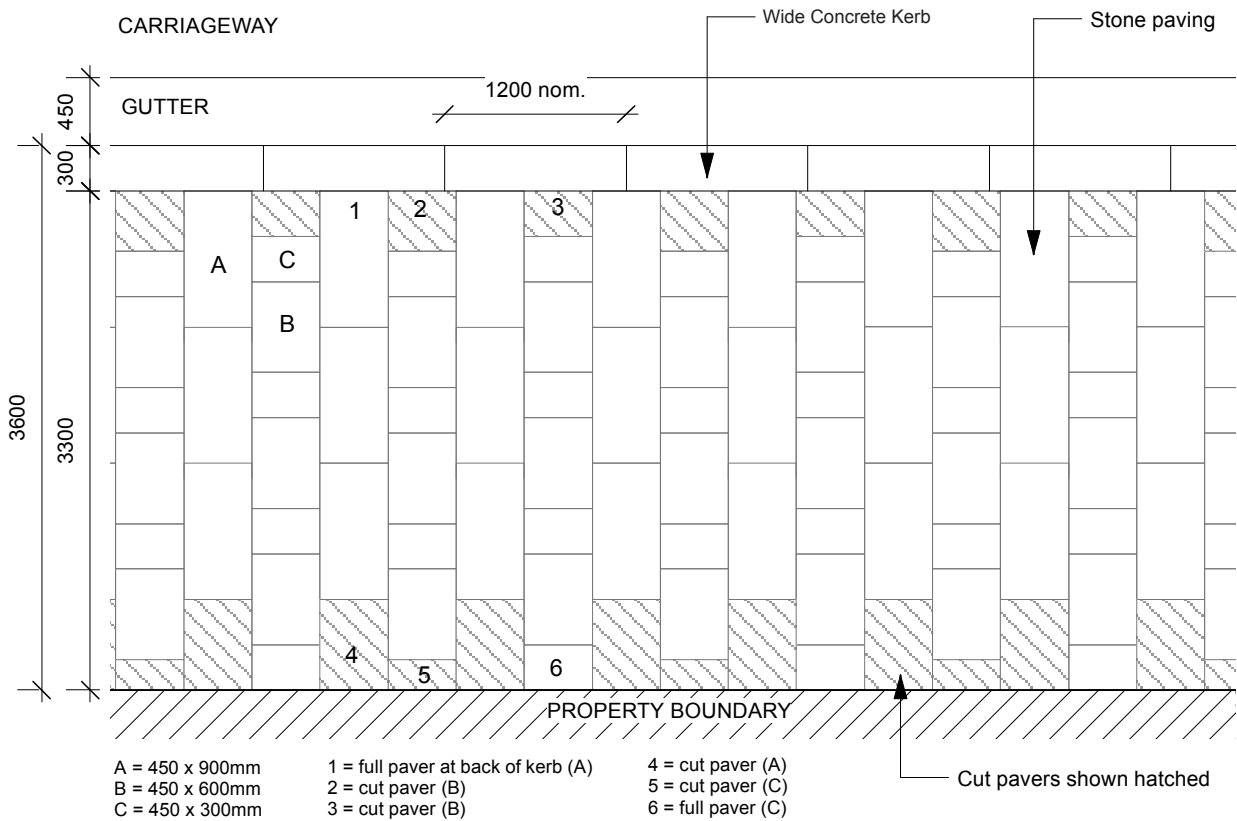 CARRIAGEWAY
Wide Concrete Kerb
Stone paving
1200 nom.
GUTTER
450
300
3600
3300
1
2
3
A
C
B
4
5
6
PROPERTY BOUNDARY
A = 450 x 900mm
B = 450 x 600mm
C = 450 x 300mm
1 = full paver at back of kerb (A)
2 = cut paver (B)
3 = cut paver (B)
4 = cut paver (A)
5 = cut paver (C)
6 = full paver (C)
Cut pavers shown hatched